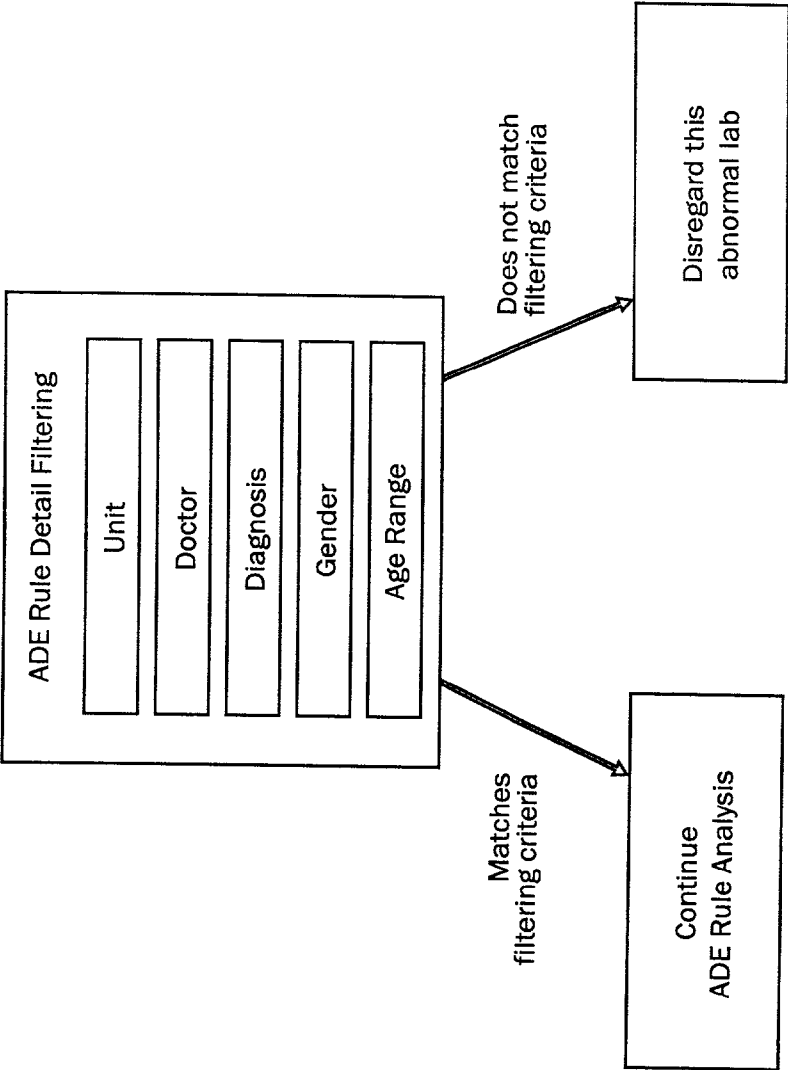 ADE Rule Detail Filtering
Unit
Doctor
Diagnosis
Gender
Age Range
Matches
filtering criteria
Does not match
filtering criteria
Continue
ADE Rule Analysis
Disregard this
abnormal lab